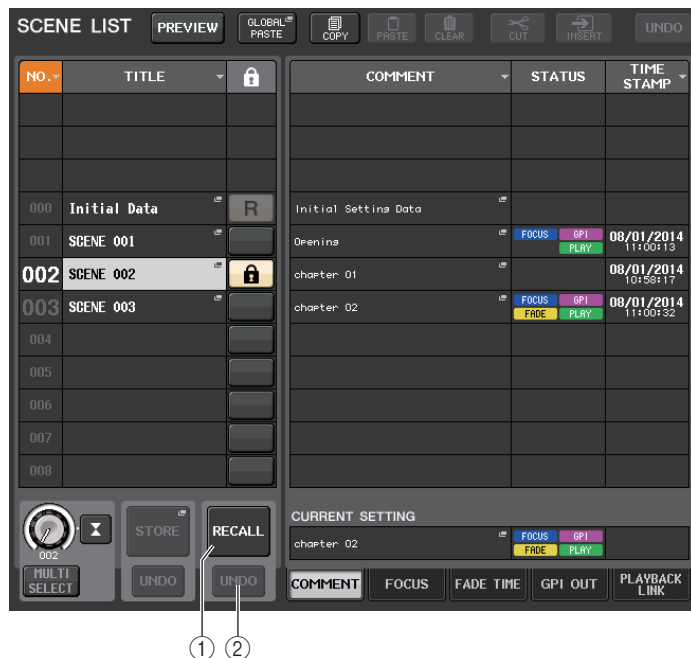 SCENE LIST PREVIEW GLOBAL PASTE COPY PASTE CLEAR CUT INSERT UNDO
NO. TITLE COMMENT STATUS TIME STAMP
000 Initial Data R Initial Setting Data
001 SCENE 001 Opening FOCUS GPI PLAY 08/01/2014 11:00:13
002 SCENE 002 chapter 01 08/01/2014 10:58:17
003 SCENE 003 chapter 02 FOCUS GPI FADE PLAY 08/01/2014 11:00:32
004
005
006
007
008
CURRENT SETTING
002 STORE RECALL chapter 02 FOCUS GPI FADE PLAY
MULTI SELECT UNDO UNDO COMMENT FOCUS FADE TIME GPI OUT PLAYBACK LINK
1 2